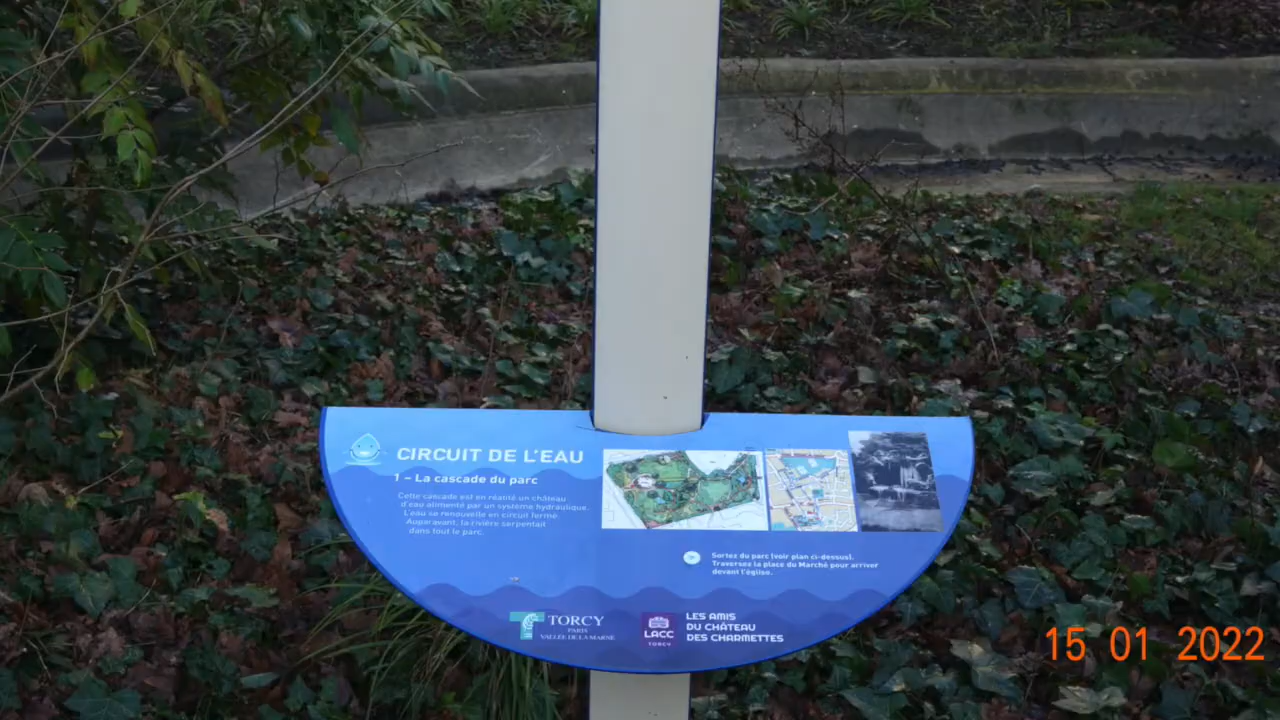 CIRCUIT DE L'EAU
1 – La cascade du parc
Cette cascade est en réalité un château
d'eau alimenté par un système hydraulique.
L'eau se renouvelle en circuit fermé.
Auparavant, la rivière serpentait
dans tout le parc.
Sortez du parc (voir plan ci-dessus).
Traversez la place du Marché pour arriver
devant l'église.
TORCY
PARIS
VALLÉE DE LA MARNE
LACC
TORCY
LES AMIS
DU CHÂTEAU
DES CHARMETTES
15 01 2022